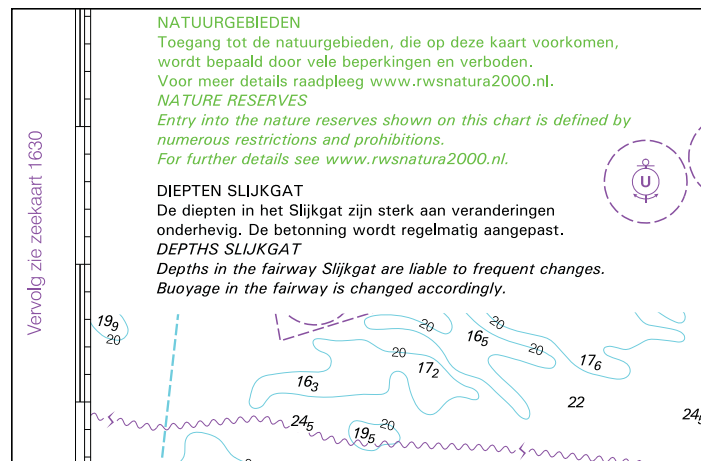 NATUURGEBIEDEN
Toegang tot de natuurgebieden, die op deze kaart voorkomen,
wordt bepaald door vele beperkingen en verboden.
Voor meer details raadpleeg www.rwsnatura2000.nl.
NATURE RESERVES
Entry into the nature reserves shown on this chart is defined by
numerous restrictions and prohibitions.
For further details see www.rwsnatura2000.nl.
DIEPTEN SLIJKGAT
De diepten in het Slijkgat zijn sterk aan veranderingen
onderhevig. De betonning wordt regelmatig aangepast.
DEPTHS SLIJKGAT
Depths in the fairway Slijkgat are liable to frequent changes.
Buoyage in the fairway is changed accordingly.
Vervolg zie zeekaart 1630
U
19₉
20
20
16₅
20
20
17₂
17₆
16₃
22
24₅
20
19₅